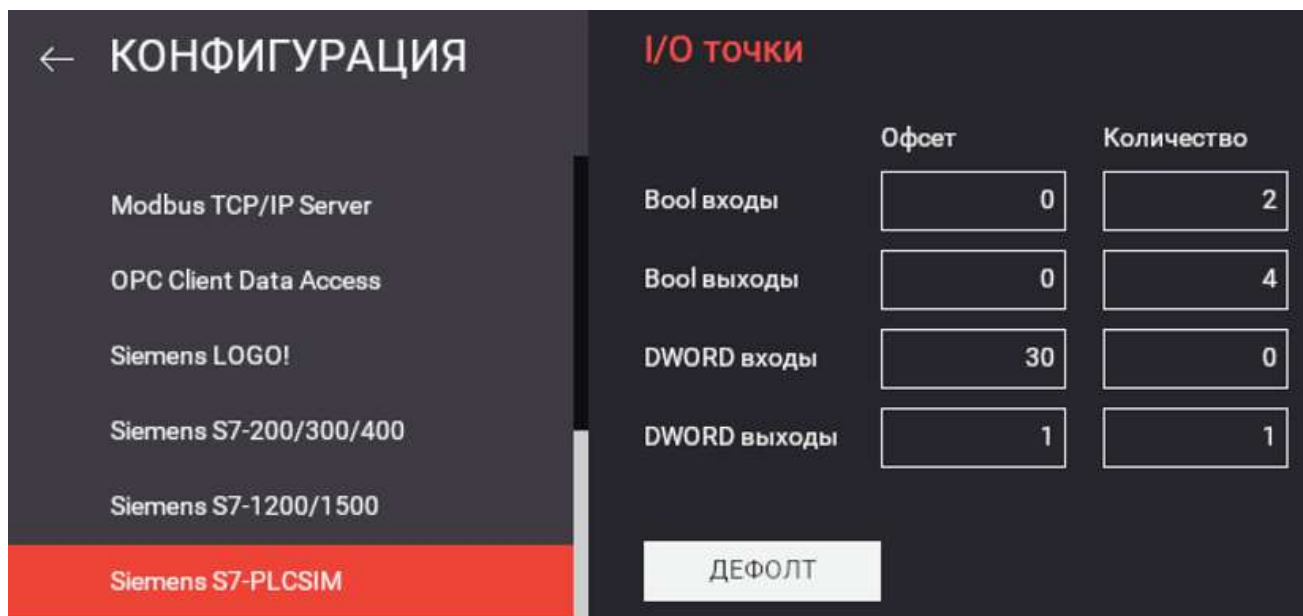 ← КОНФИГУРАЦИЯ
Modbus TCP/IP Server
OPC Client Data Access
Siemens LOGO!
Siemens S7-200/300/400
Siemens S7-1200/1500
Siemens S7-PLCSIM
I/O точки
Офсет Количество
Bool входы 0 2
Bool выходы 0 4
DWORD входы 30 0
DWORD выходы 1 1
ДЕФОЛТ